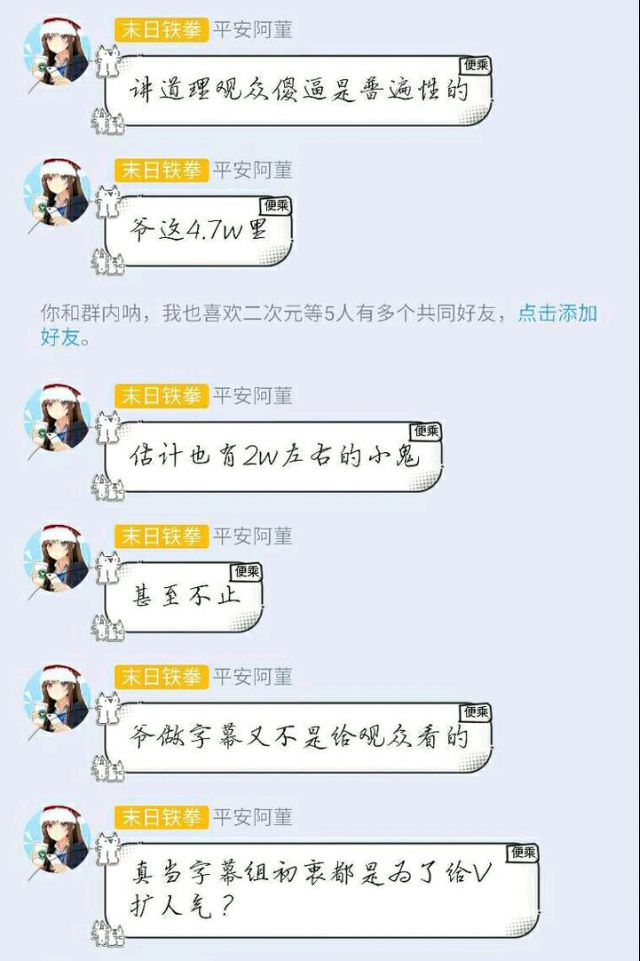 末日铁拳 平安阿菫
便乘
讲道理观众傻逼是普遍性的
末日铁拳 平安阿菫
便乘
爷这4.7w里
你和群内呐，我也喜欢二次元等5人有多个共同好友，点击添加
好友。
末日铁拳 平安阿菫
便乘
估计也有2w左右的小鬼
末日铁拳 平安阿菫
便乘
甚至不止
末日铁拳 平安阿菫
便乘
爷做字幕又不是给观众看的
末日铁拳 平安阿菫
便乘
真当字幕组初衷都是为了给V
扩人气？